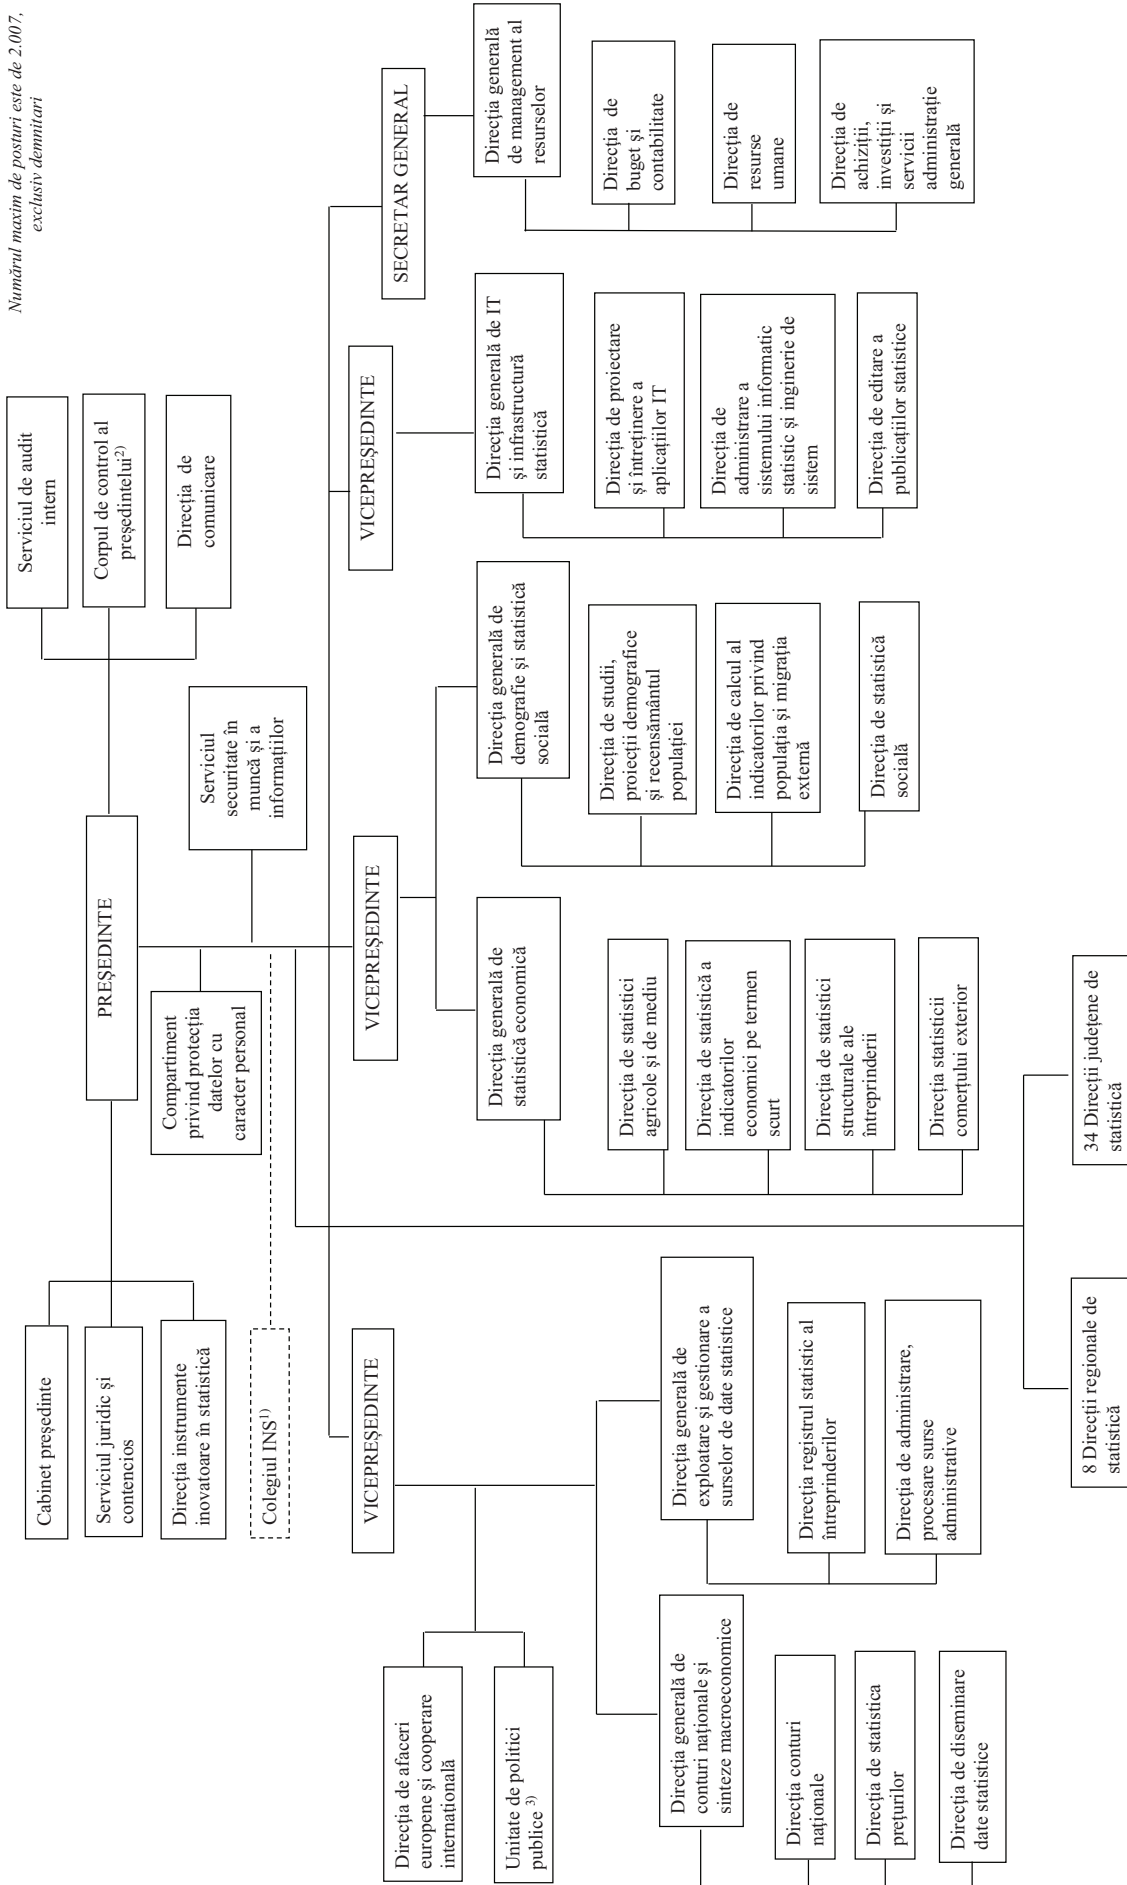 Numărul maxim de posturi este de 2.007,
exclusiv demnitari
PREȘEDINTE
Cabinet președinte
Serviciul juridic și
contencios
Direcția instrumente
inovatoare în statistică
Colegiul INS1)
Serviciul de audit
intern
Corpul de control al
președintelui2)
Direcția de
comunicare
Compartiment
privind protecția
datelor cu
caracter personal
Serviciul
securitate în
muncă și a
informațiilor
VICEPREȘEDINTE
Direcția de afaceri
europene și cooperare
internațională
Unitate de politici
publice 3)
Direcția generală de
conturi naționale și
sinteze macroeconomice
Direcția conturi
naționale
Direcția de statistica
prețurilor
Direcția de diseminare
date statistice
Direcția generală de
exploatare și gestionare a
surselor de date statistice
Direcția registrul statistic al
întreprinderilor
Direcția de administrare,
procesare surse
administrative
VICEPREȘEDINTE
Direcția generală de
statistică economică
Direcția de statistici
agricole și de mediu
Direcția de statistică a
indicatorilor
economici pe termen
scurt
Direcția de statistici
structurale ale
întreprinderii
Direcția statisticii
comerțului exterior
Direcția generală de
demografie și statistică
socială
Direcția de studii,
proiecții demografice
și recensământul
populației
Direcția de calcul al
indicatorilor privind
populația și migrația
externă
Direcția de statistică
socială
VICEPREȘEDINTE
Direcția generală de IT
și infrastructură
statistică
Direcția de proiectare
și întreținere a
aplicațiilor IT
Direcția de
administrare a
sistemului informatic
statistic și inginerie de
sistem
Direcția de editare a
publicațiilor statistice
SECRETAR GENERAL
Direcția generală
de management al
resurselor
Direcția de
buget și
contabilitate
Direcția de
resurse
umane
Direcția de
achiziții,
investiții și
servicii
administrație
generală
8 Direcții regionale de
statistică
34 Direcții județene de
statistică